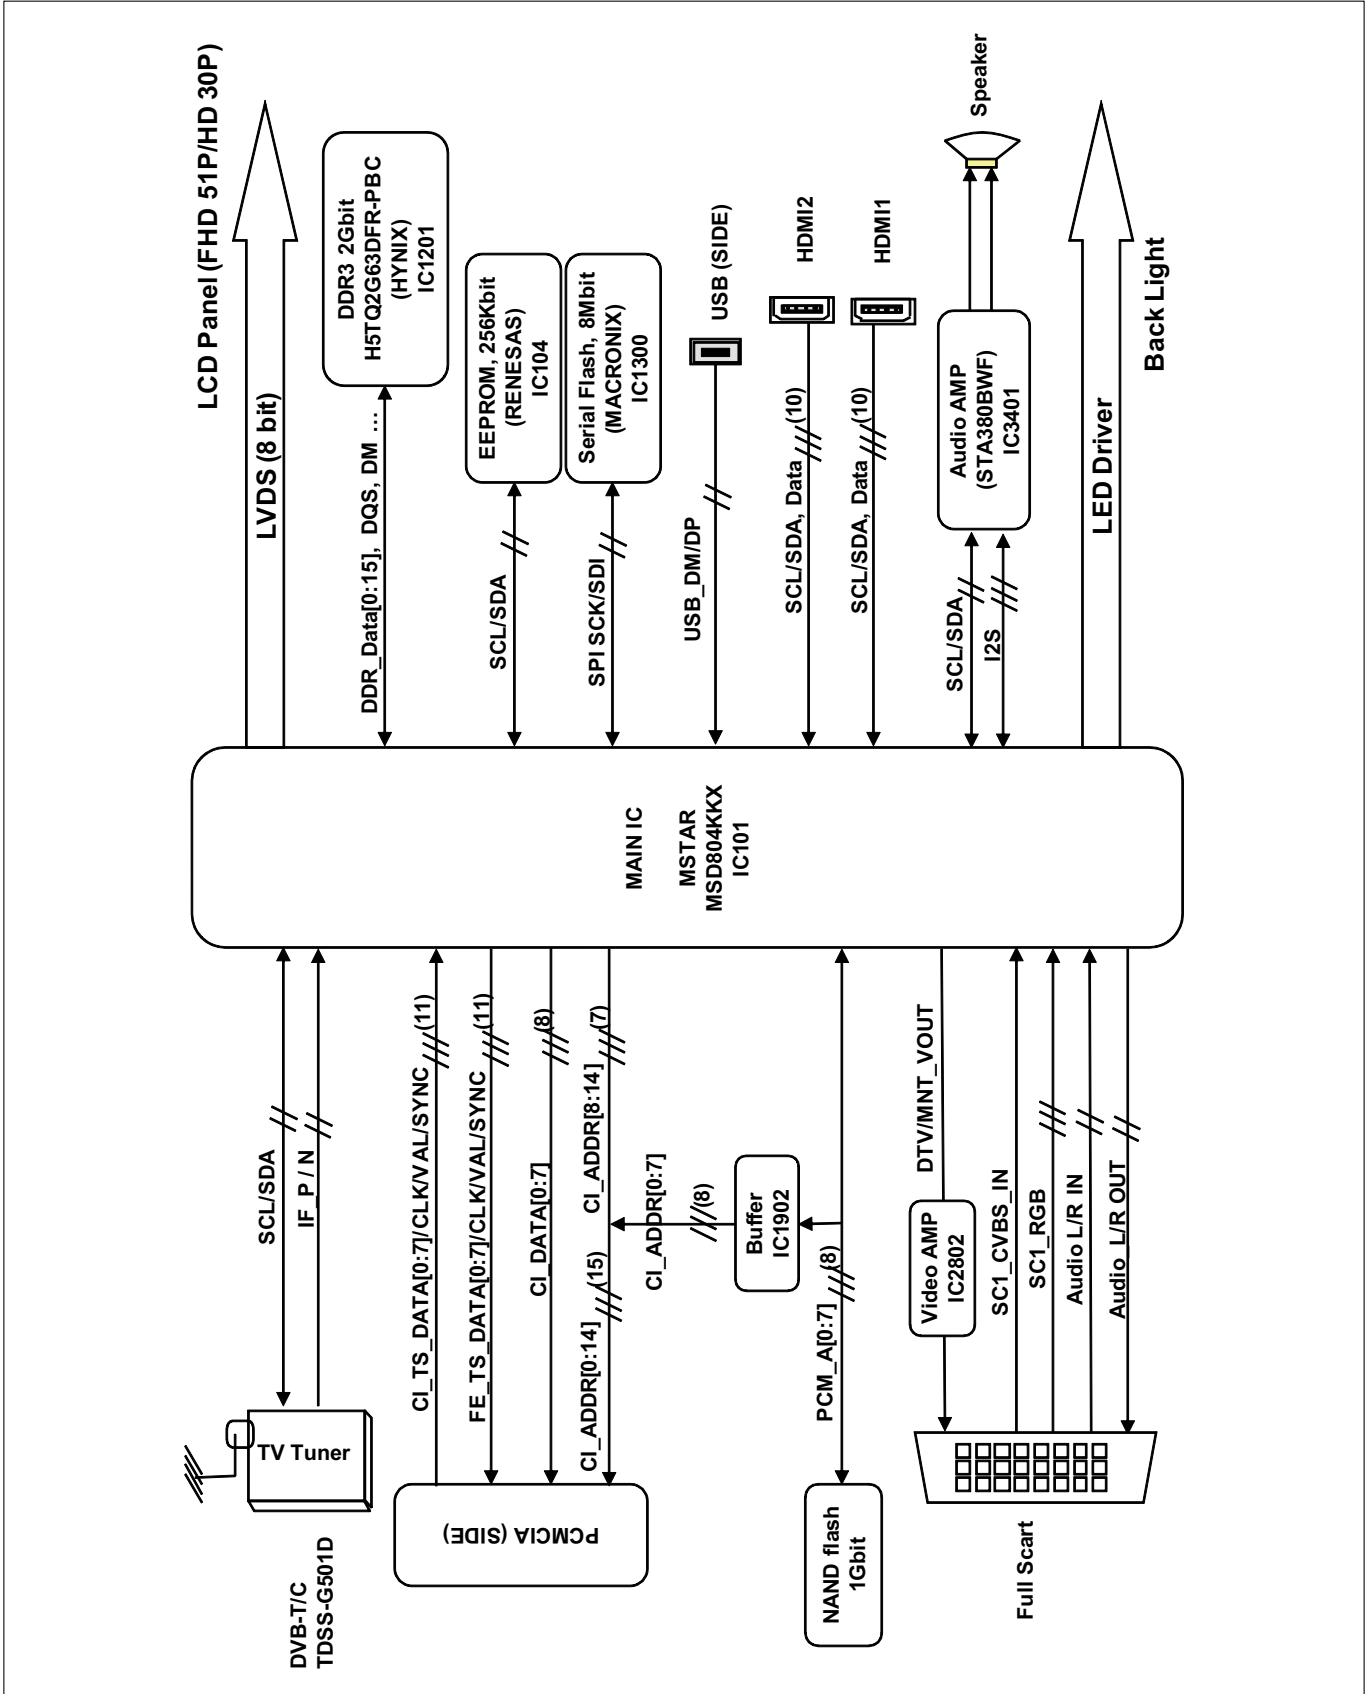 LCD Panel (FHD 51P/HD 30P)
LVDS (8 bit)
DDR3 2Gbit
H5TQ2G63DFR-PBC
(HYNIX)
IC1201
DDR_Data[0:15], DQS, DM ...
EEPROM, 256Kbit
(RENESAS)
IC104
SCL/SDA
Serial Flash, 8Mbit
(MACRONIX)
IC1300
SPI SCK/SDI
USB (SIDE)
USB_DM/DP
HDMI2
SCL/SDA, Data
(10)
HDMI1
SCL/SDA, Data
(10)
Speaker
Audio AMP
(STA380BWF)
IC3401
SCL/SDA
I2S
LED Driver
Back Light
MAIN IC
MSTAR
MSD804KKX
IC101
SCL/SDA
IF_P / N
TV Tuner
DVB-T/C
TDSS-G501D
CI_TS_DATA[0:7]/CLK/VAL/SYNC
(11)
FE_TS_DATA[0:7]/CLK/VAL/SYNC
(11)
CI_DATA[0:7]
(8)
CI_ADDR[8:14]
(7)
CI_ADDR[0:14]
(15)
PCMCIA (SIDE)
CI_ADDR[0:7]
(8)
Buffer
IC1902
PCM_A[0:7]
(8)
NAND flash
1Gbit
DTV/MNT_VOUT
Video AMP
IC2802
SC1_CVBS_IN
SC1_RGB
Audio L/R IN
Audio L/R OUT
Full Scart